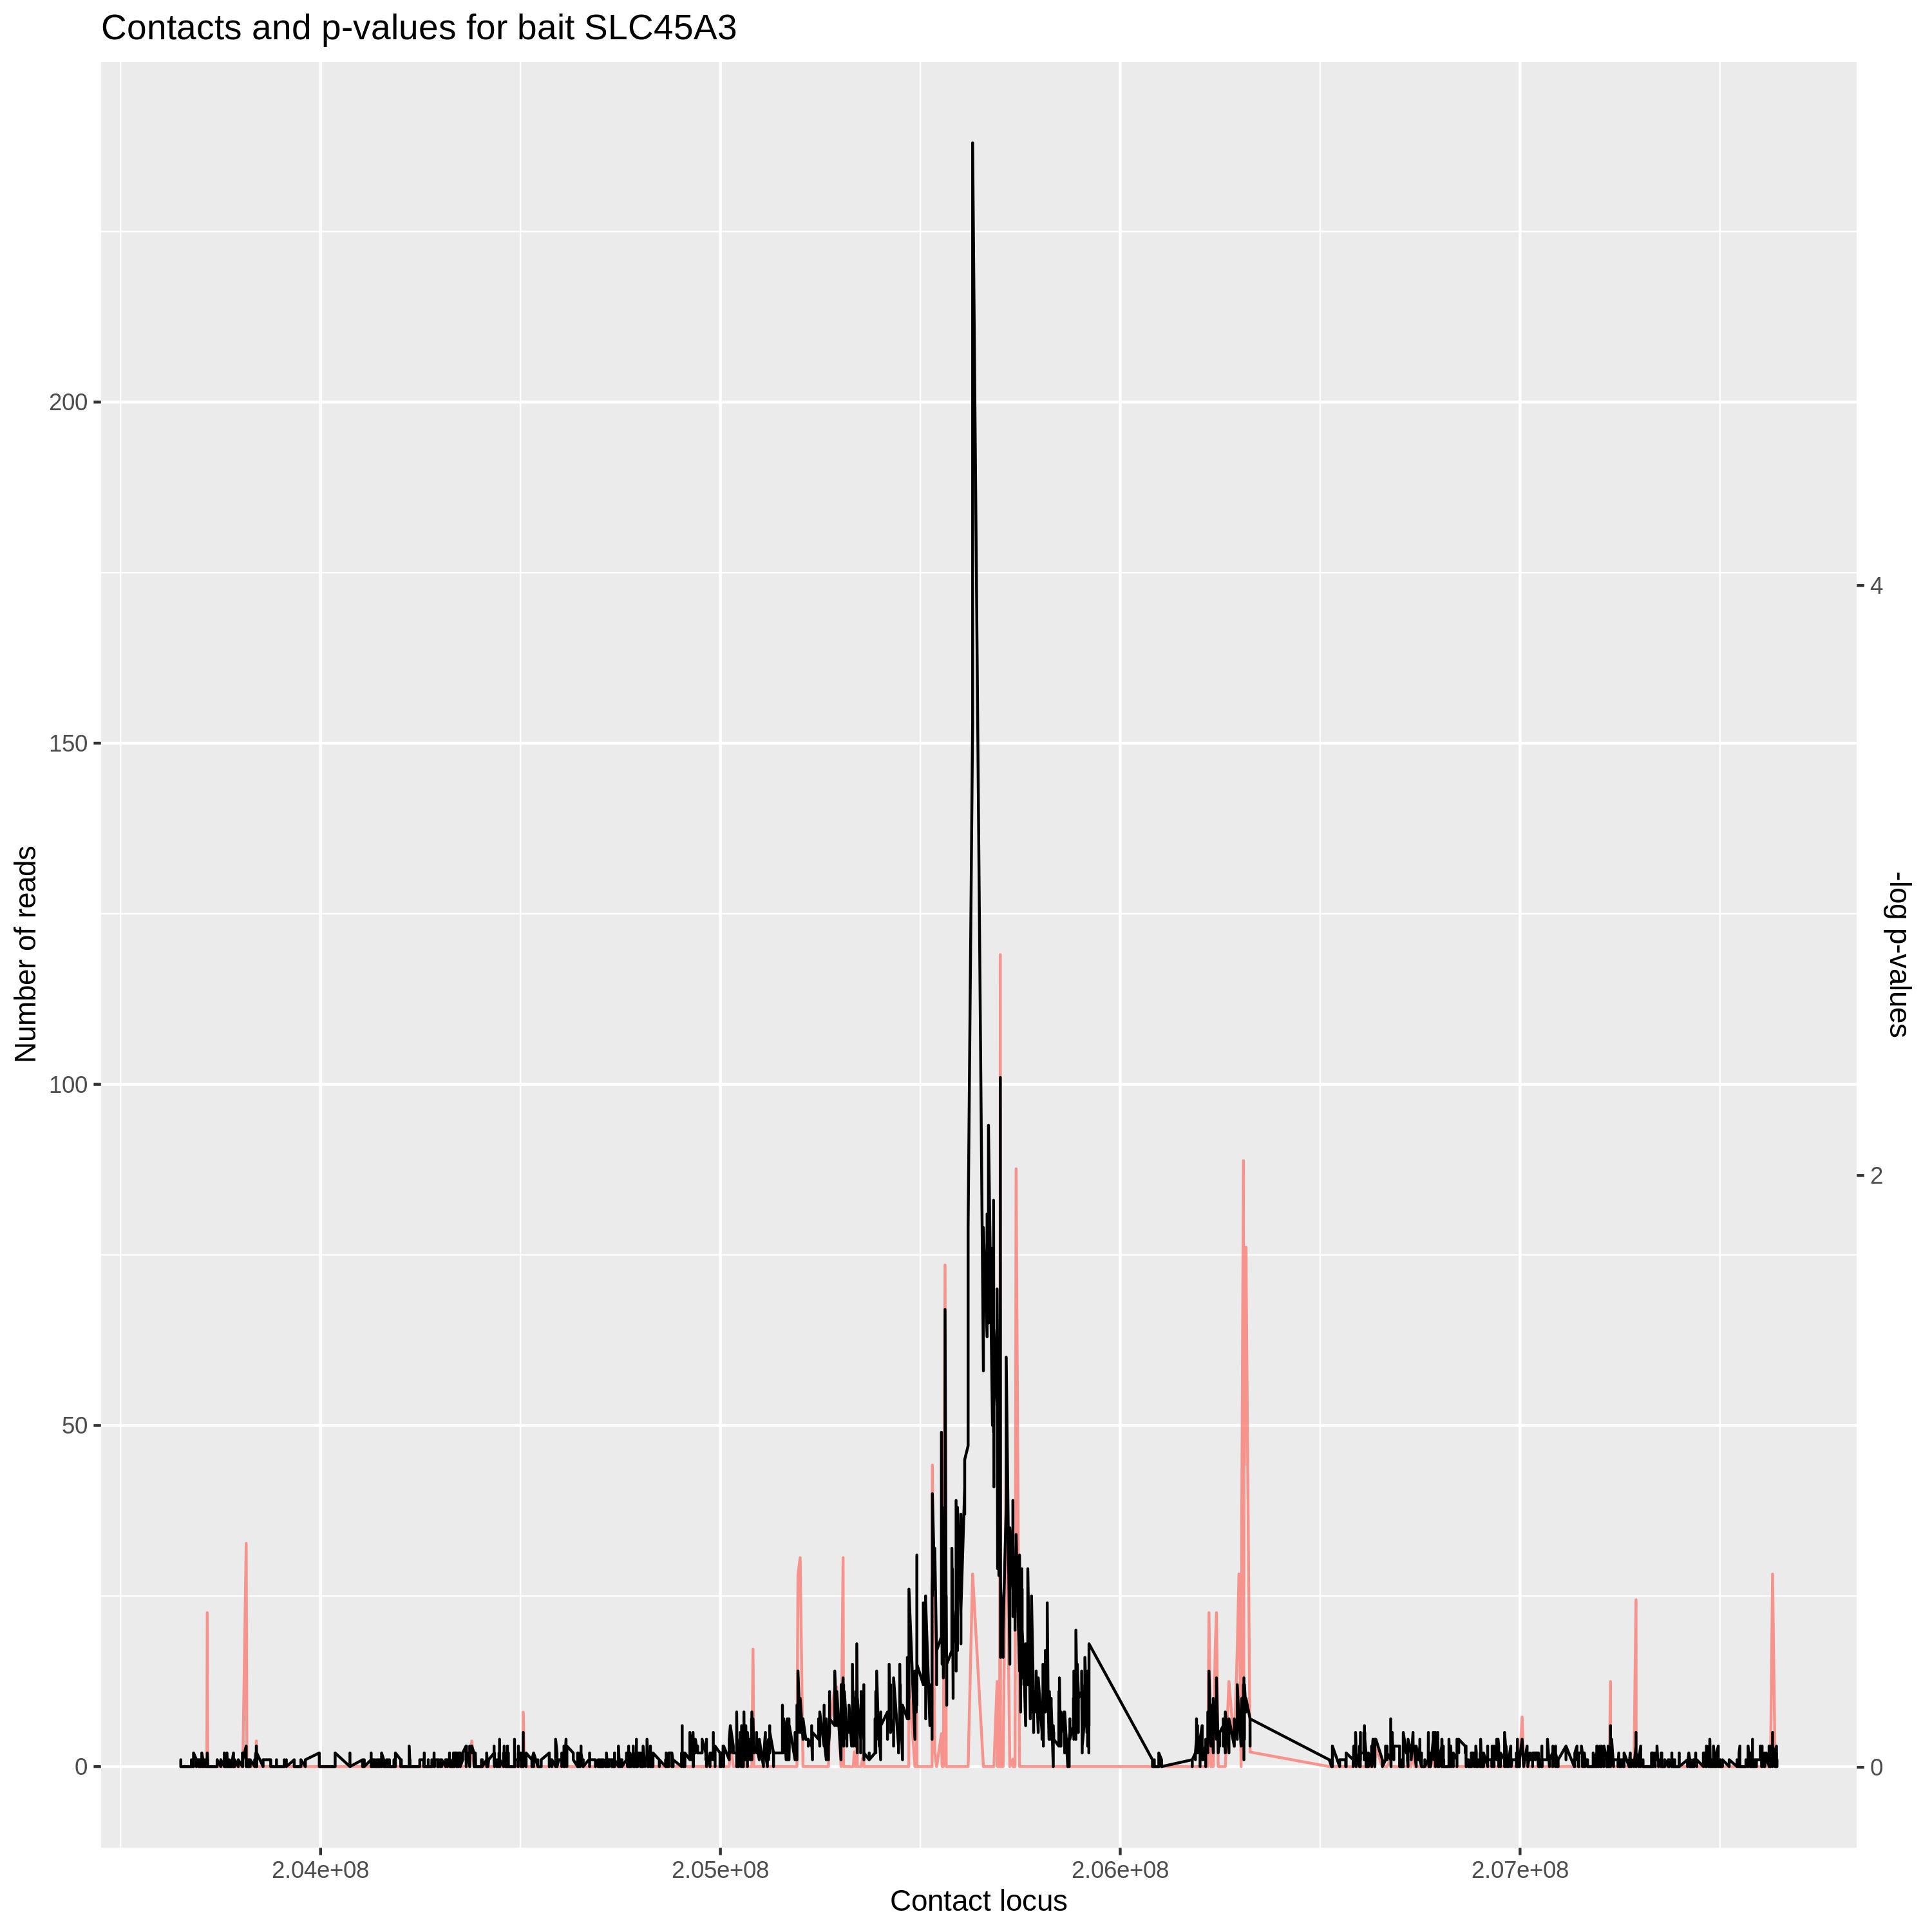 Contacts and p-values for bait SLC45A3
Number of reads
200
150
100
50
0
4
2
0
-log p-values
2.04e+08 2.05e+08 2.06e+08 2.07e+08
Contact locus